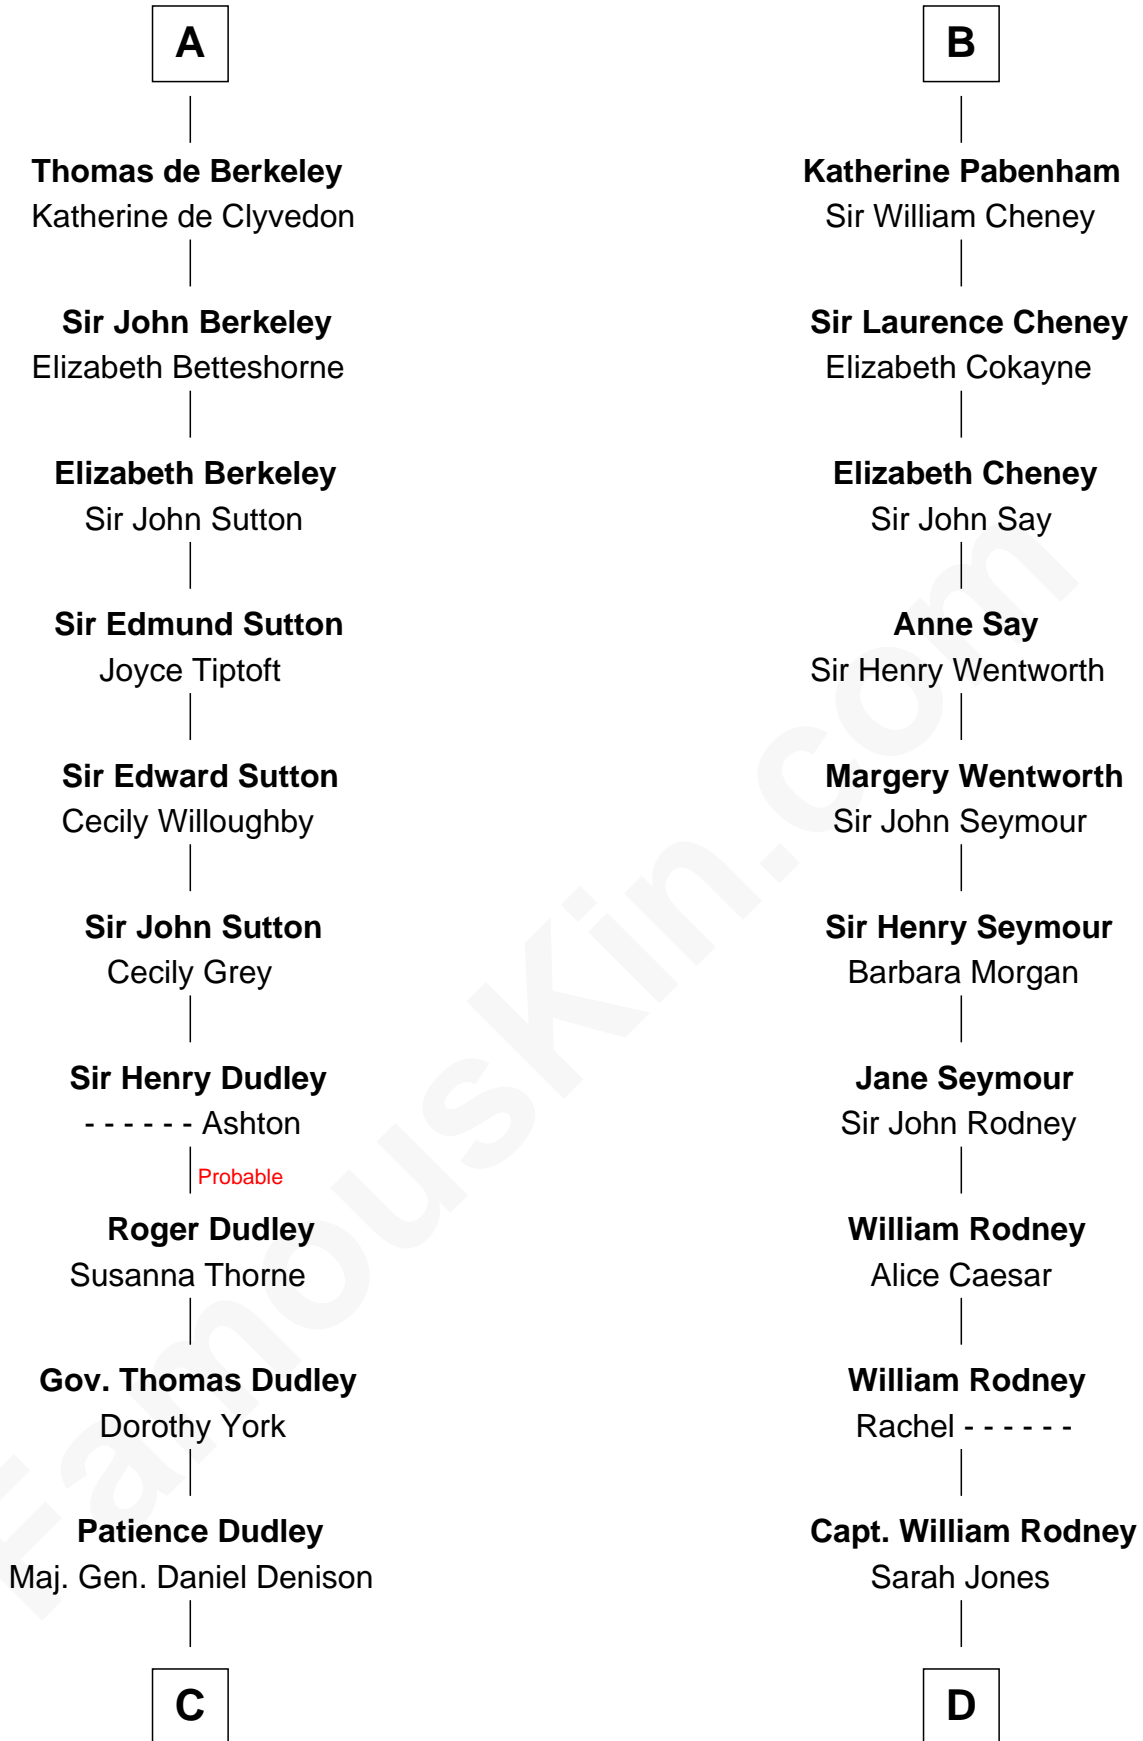 A
Thomas de Berkeley
Katherine de Clyvedon
Sir John Berkeley
Elizabeth Betteshorne
Elizabeth Berkeley
Sir John Sutton
Sir Edmund Sutton
Joyce Tiptoft
Sir Edward Sutton
Cecily Willoughby
Sir John Sutton
Cecily Grey
Sir Henry Dudley
- - - - - - Ashton
Probable
Roger Dudley
Susanna Thorne
Gov. Thomas Dudley
Dorothy York
Patience Dudley
Maj. Gen. Daniel Denison
C
B
Katherine Pabenham
Sir William Cheney
Sir Laurence Cheney
Elizabeth Cokayne
Elizabeth Cheney
Sir John Say
Anne Say
Sir Henry Wentworth
Margery Wentworth
Sir John Seymour
Sir Henry Seymour
Barbara Morgan
Jane Seymour
Sir John Rodney
William Rodney
Alice Caesar
William Rodney
Rachel - - - - - -
Capt. William Rodney
Sarah Jones
D
FamousKin.com